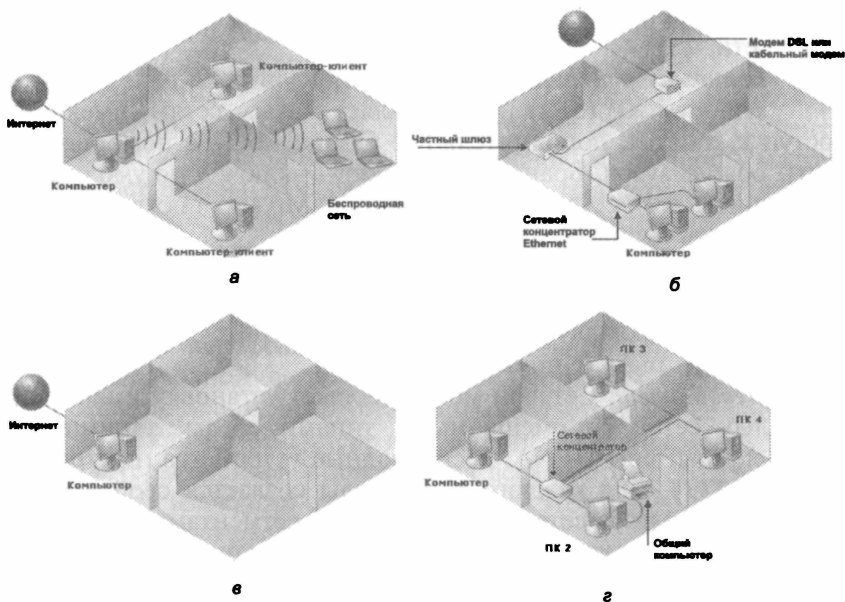 Компьютер-клиент
Интернет
Компьютер
Беспроводная
сеть
Компьютер-клиент
а
Модем DSL или
кабельный модем
Частный шлюз
Сетевой
концентратор
Ethernet
Компьютер
б
Интернет
Компьютер
в
ПК 3
ПК 4
Сетевой
концентратор
Компьютер
ПК 2
Общий
компьютер
г